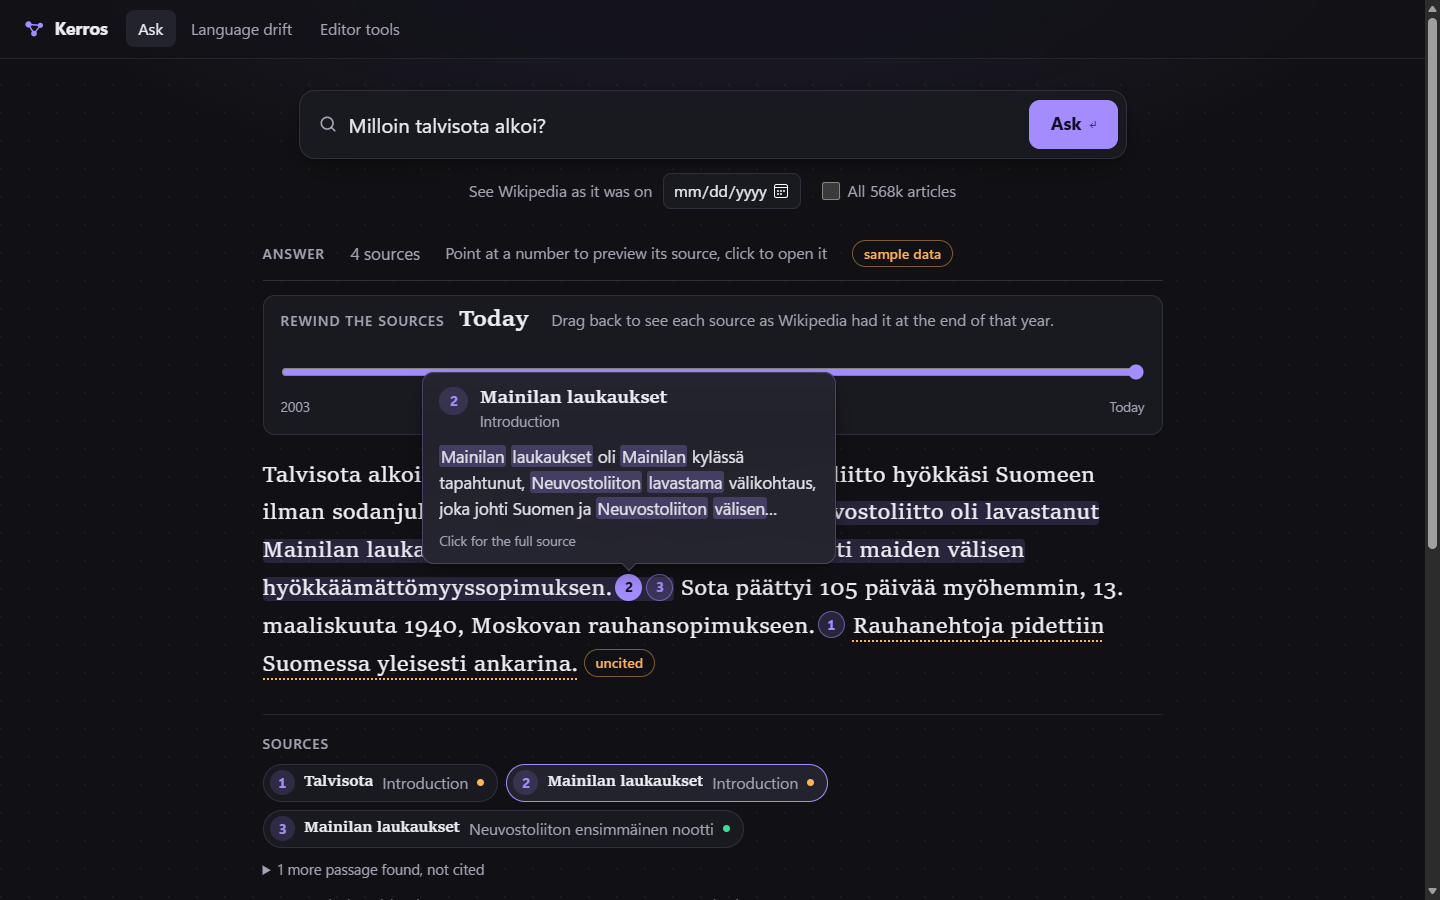 Kerros
Ask
Language drift
Editor tools
Milloin talvisota alkoi?
Ask ↵
See Wikipedia as it was on
mm/dd/yyyy
All 568k articles
ANSWER
4 sources
Point at a number to preview its source, click to open it
sample data
REWIND THE SOURCES
Today
Drag back to see each source as Wikipedia had it at the end of that year.
2003
Today
2 Mainilan laukaukset
Introduction
Mainilan laukaukset oli Mainilan kylässä
tapahtunut, Neuvostoliiton lavastama välikohtaus,
joka johti Suomen ja Neuvostoliiton välisen...
Click for the full source
Talvisota alkoi liitto hyökkäsi Suomeen
ilman sodanjul vostoliitto oli lavastanut
Mainilan lauka ti maiden välisen
hyökkäämättömyyssopimuksen. 2 3 Sota päättyi 105 päivää myöhemmin, 13.
maaliskuuta 1940, Moskovan rauhansopimukseen. 1 Rauhanehtoja pidettiin
Suomessa yleisesti ankarina. uncited
SOURCES
1 Talvisota Introduction
2 Mainilan laukaukset Introduction
3 Mainilan laukaukset Neuvostoliiton ensimmäinen nootti
1 more passage found, not cited